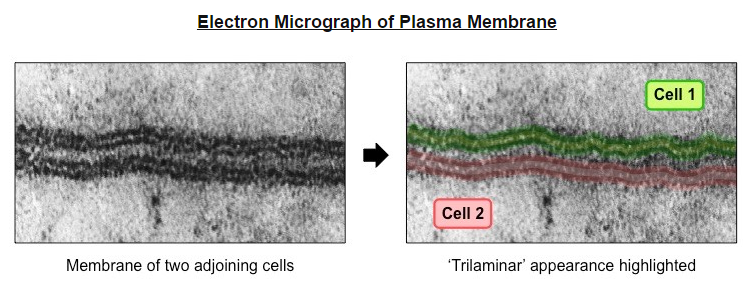 Electron Micrograph of Plasma Membrane
Cell 1
Cell 2
Membrane of two adjoining cells
‘Trilaminar’ appearance highlighted